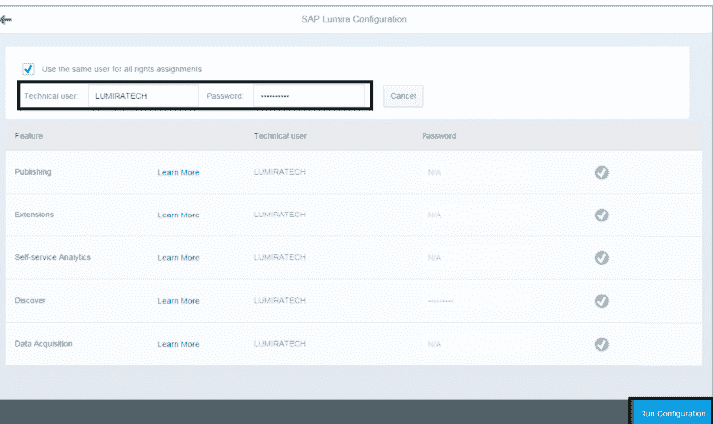 SAP Lumira Configuration
Use the same user for all rights assignments
Technical user: LUMIRATECH Password: •••••••••• Cancel
Feature Technical user Password
Publishing Learn More LUMIRATECH N/A
Extensions Learn More LUMIRATECH N/A
Self-service Analytics Learn More LUMIRATECH N/A
Discover Learn More LUMIRATECH ••••••••••
Data Acquisition Learn More LUMIRATECH N/A
Run Configuration